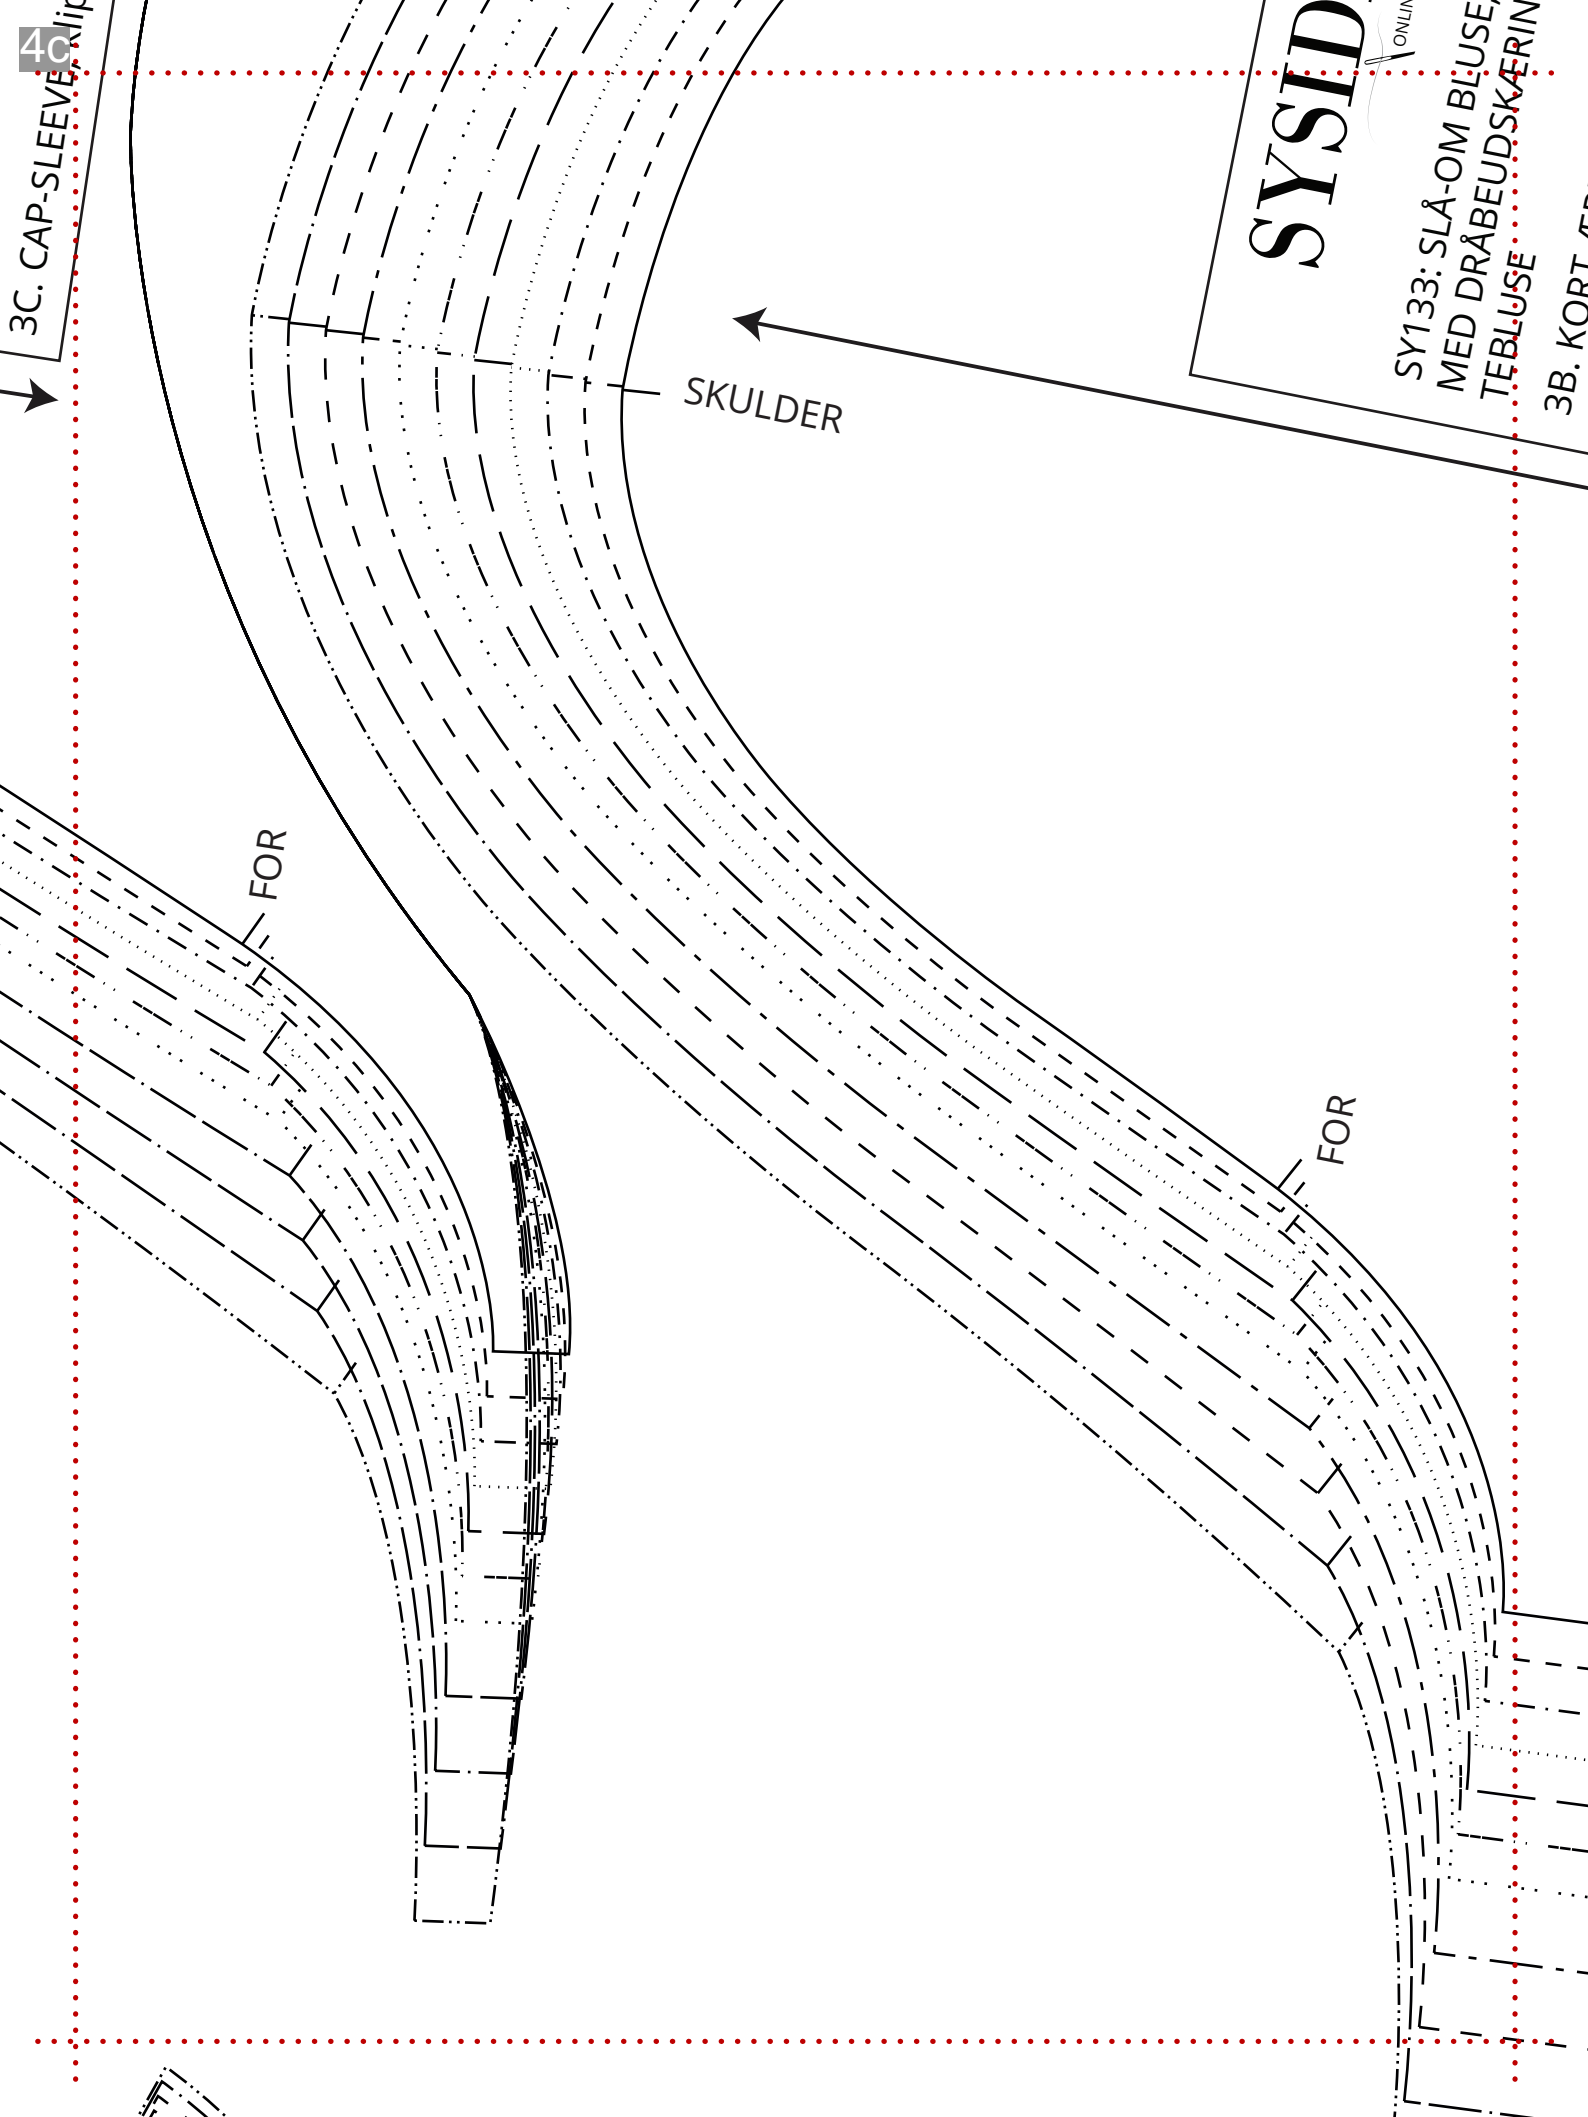 4c
3C. CAP-SLEEVE,
SYSID
ONLIN
SY133: SLÅ-OM BLUSE,
MED DRÅBEUDSKÆRIN
TEBLUSE
3B. KORT
SKULDER
FOR
FOR